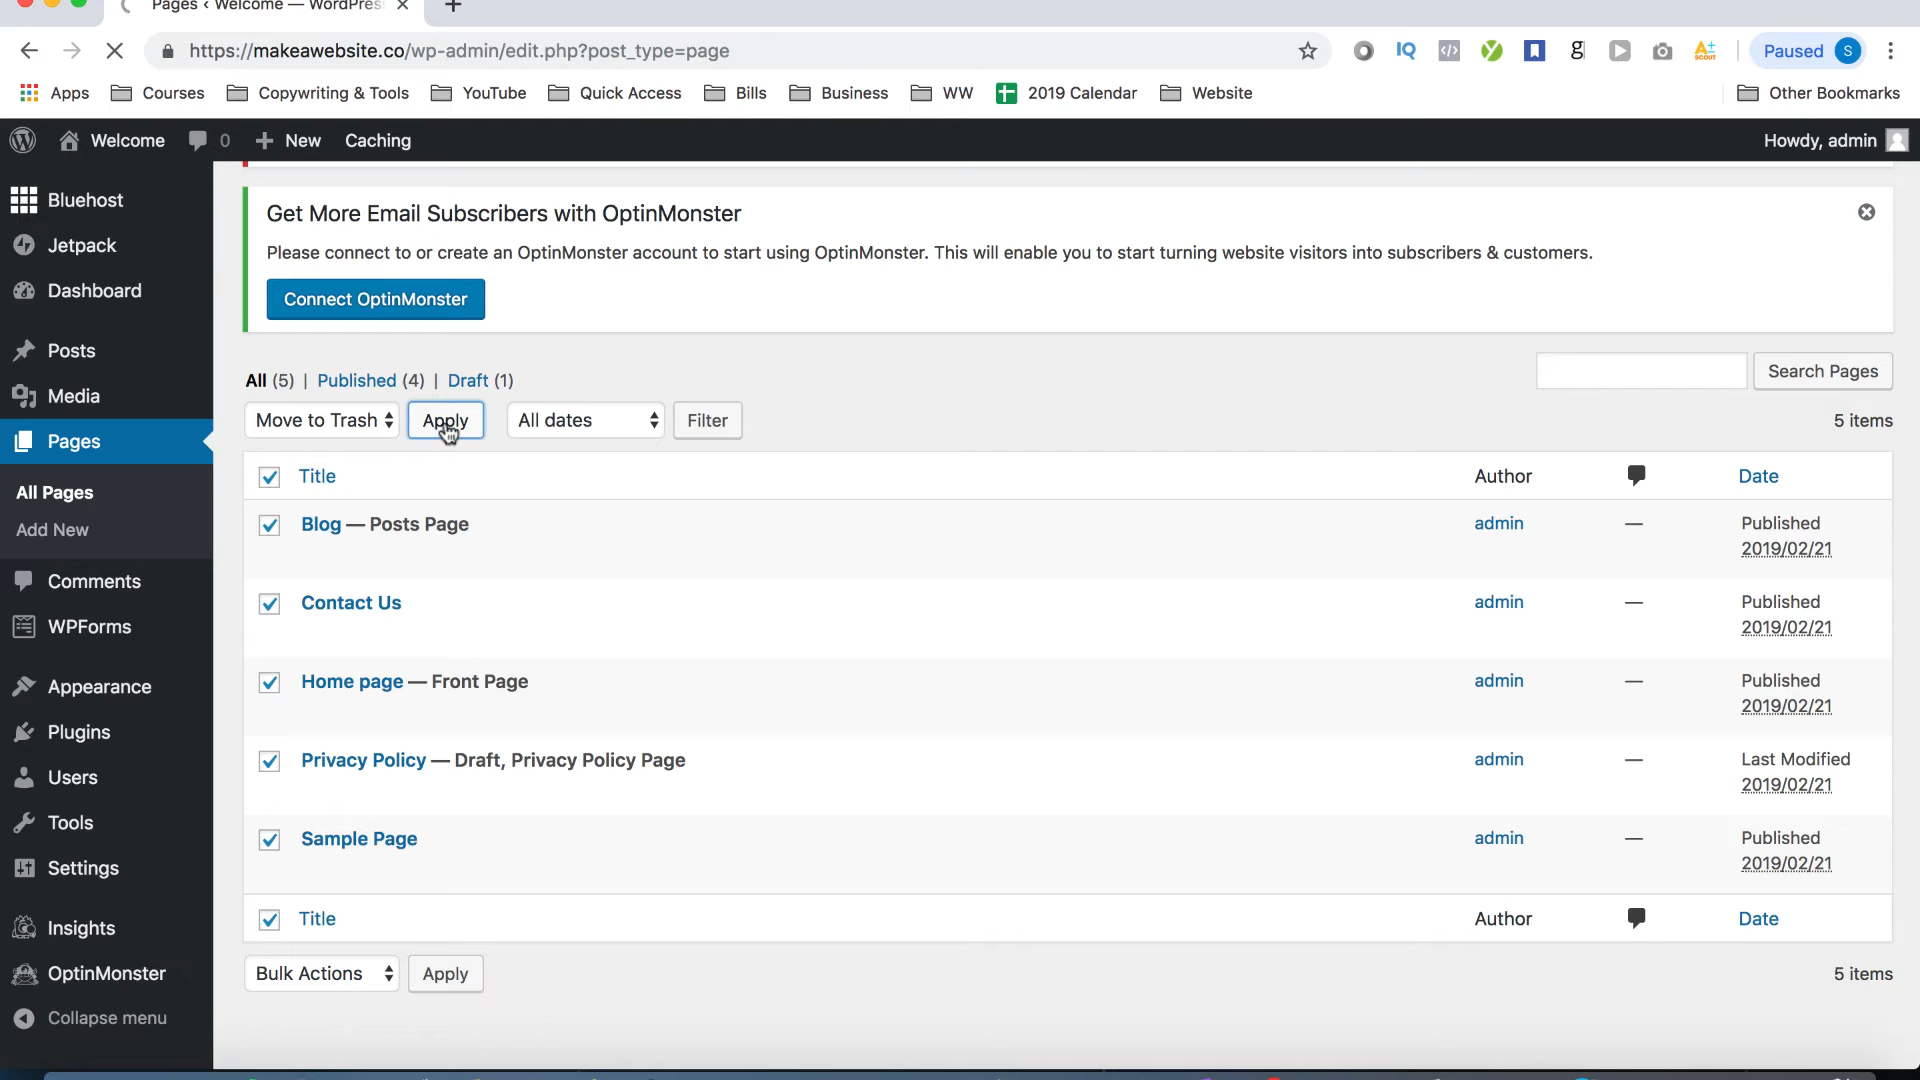 Pages ‹ Welcome — WordPres
https://makeawebsite.co/wp-admin/edit.php?post_type=page
IQ
g
A+
SCOUT
Paused S
Apps Courses Copywriting & Tools YouTube Quick Access Bills Business WW 2019 Calendar Website Other Bookmarks
Welcome 0 New Caching Howdy, admin
Bluehost
Jetpack
Dashboard
Posts
Media
Pages
All Pages
Add New
Comments
WPForms
Appearance
Plugins
Users
Tools
Settings
Insights
OptinMonster
Collapse menu
Get More Email Subscribers with OptinMonster
Please connect to or create an OptinMonster account to start using OptinMonster. This will enable you to start turning website visitors into subscribers & customers.
Connect OptinMonster
All (5) | Published (4) | Draft (1)
Search Pages
Move to Trash Apply All dates Filter 5 items
Title Author Date
Blog — Posts Page admin — Published
2019/02/21
Contact Us admin — Published
2019/02/21
Home page — Front Page admin — Published
2019/02/21
Privacy Policy — Draft, Privacy Policy Page admin — Last Modified
2019/02/21
Sample Page admin — Published
2019/02/21
Title Author Date
Bulk Actions Apply 5 items